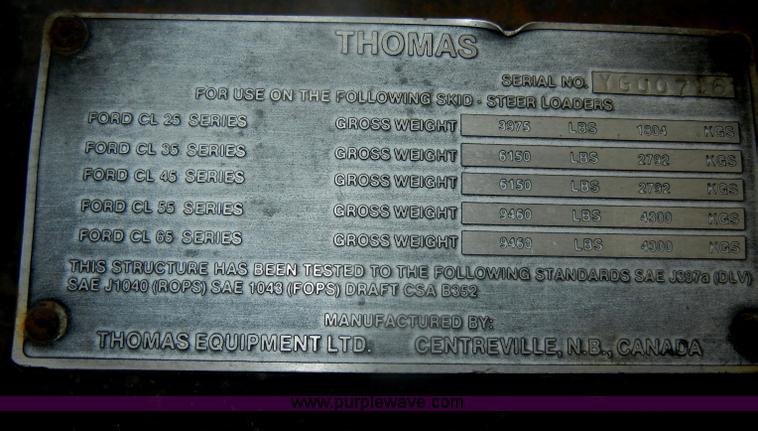 THOMAS
SERIAL NO. YG00716
FOR USE ON THE FOLLOWING SKID - STEER LOADERS
FORD CL 25 SERIES GROSS WEIGHT 3975 LBS 1804 KGS
FORD CL 35 SERIES GROSS WEIGHT 6150 LBS 2792 KGS
FORD CL 45 SERIES GROSS WEIGHT 6150 LBS 2792 KGS
FORD CL 55 SERIES GROSS WEIGHT 9460 LBS 4300 KGS
FORD CL 65 SERIES GROSS WEIGHT 9460 LBS 4300 KGS
THIS STRUCTURE HAS BEEN TESTED TO THE FOLLOWING STANDARDS SAE J397a (DLV)
SAE J1040 (ROPS) SAE 1043 (FOPS) DRAFT CSA B352
MANUFACTURED BY:
THOMAS EQUIPMENT LTD. CENTREVILLE, N.B., CANADA
www.purplewave.com